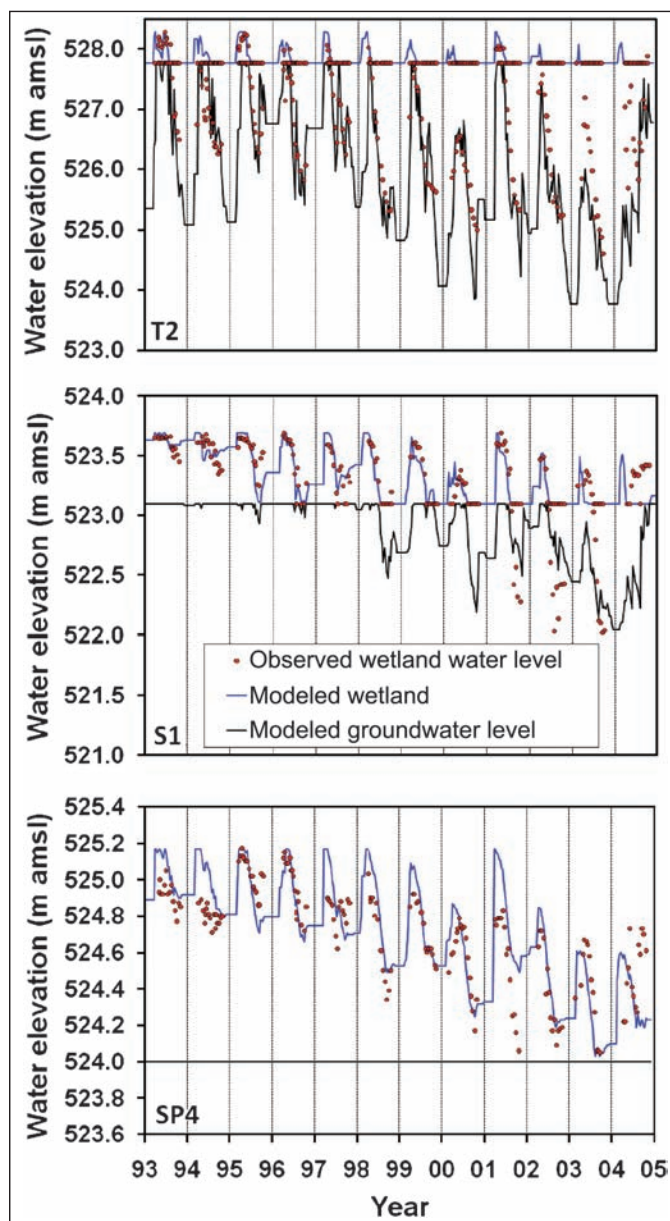 Water elevation (m amsl)
528.0
527.0
526.0
525.0
524.0
523.0
T2
Water elevation (m amsl)
524.0
523.5
523.0
522.5
522.0
521.5
521.0
S1
Observed wetland water level
Modeled wetland
Modeled groundwater level
Water elevation (m amsl)
525.4
525.2
525.0
524.8
524.6
524.4
524.2
524.0
523.8
523.6
SP4
93 94 95 96 97 98 99 00 01 02 03 04 05
Year